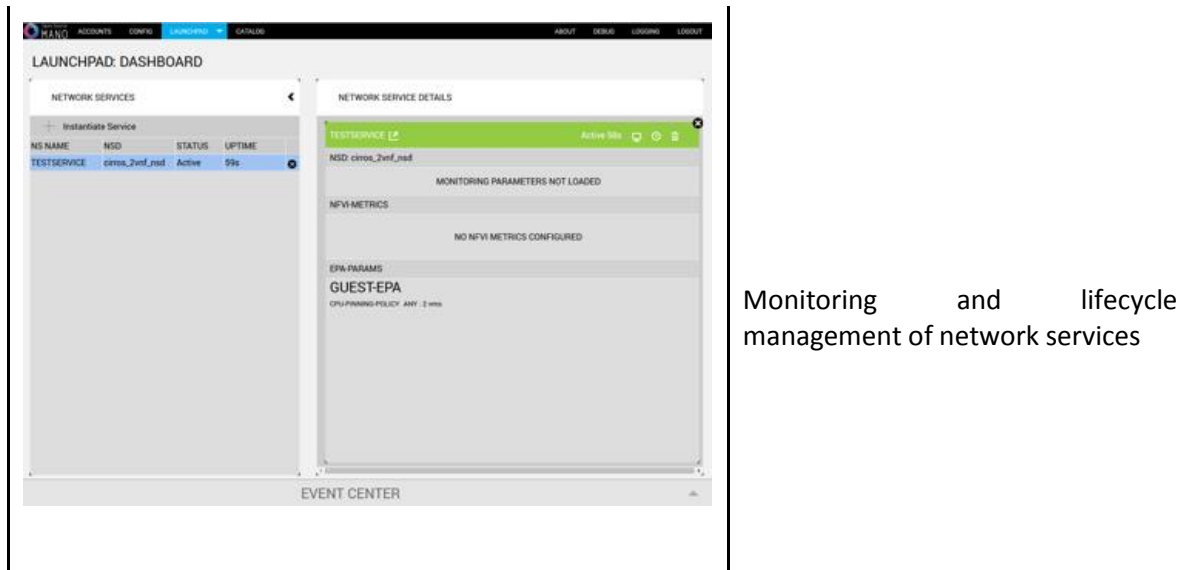 Open Source
MANO ACCOUNTS CONFIG LAUNCHPAD CATALOG ABOUT DEBUG LOGGING LOGOUT
LAUNCHPAD: DASHBOARD
NETWORK SERVICES
Instantiate Service
NS NAME NSD STATUS UPTIME
TESTSERVICE cirros_2vnf_nsd Active 59s
NETWORK SERVICE DETAILS
TESTSERVICE Active 59s
NSD: cirros_2vnf_nsd
MONITORING PARAMETERS NOT LOADED
NFVI-METRICS
NO NFVI METRICS CONFIGURED
EPA-PARAMS
GUEST-EPA
CPU-PINNING-POLICY ANY : 2 vms
EVENT CENTER
Monitoring and lifecycle
management of network services